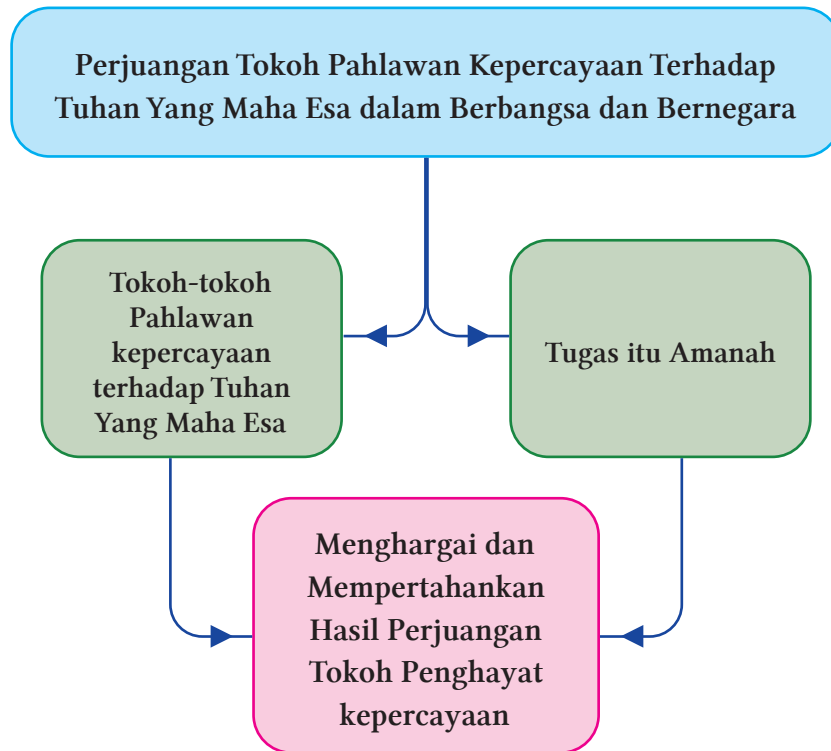 Perjuangan Tokoh Pahlawan Kepercayaan Terhadap
Tuhan Yang Maha Esa dalam Berbangsa dan Bernegara
Tokoh-tokoh
Pahlawan
kepercayaan
terhadap Tuhan
Yang Maha Esa
Tugas itu Amanah
Menghargai dan
Mempertahankan
Hasil Perjuangan
Tokoh Penghayat
kepercayaan